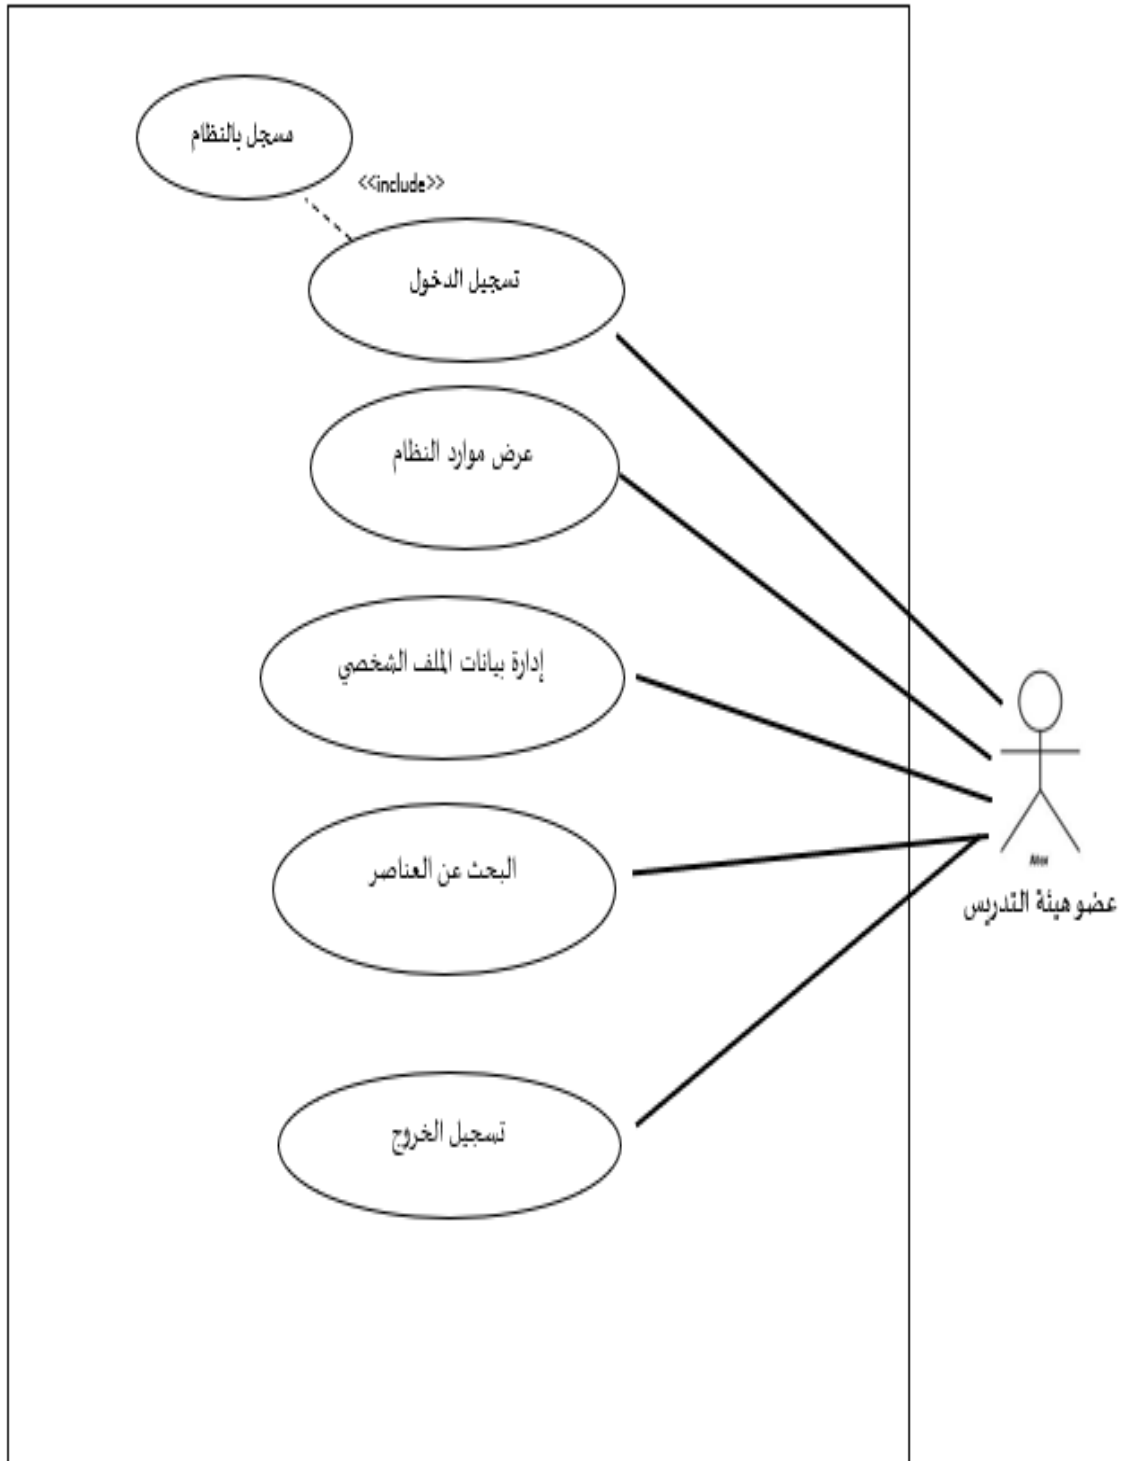 مسجل بالنظام
<<include>>
تسجيل الدخول
عرض موارد النظام
إدارة بيانات الملف الشخصي
البحث عن العناصر
تسجيل الخروج
عضو هيئة التدريس